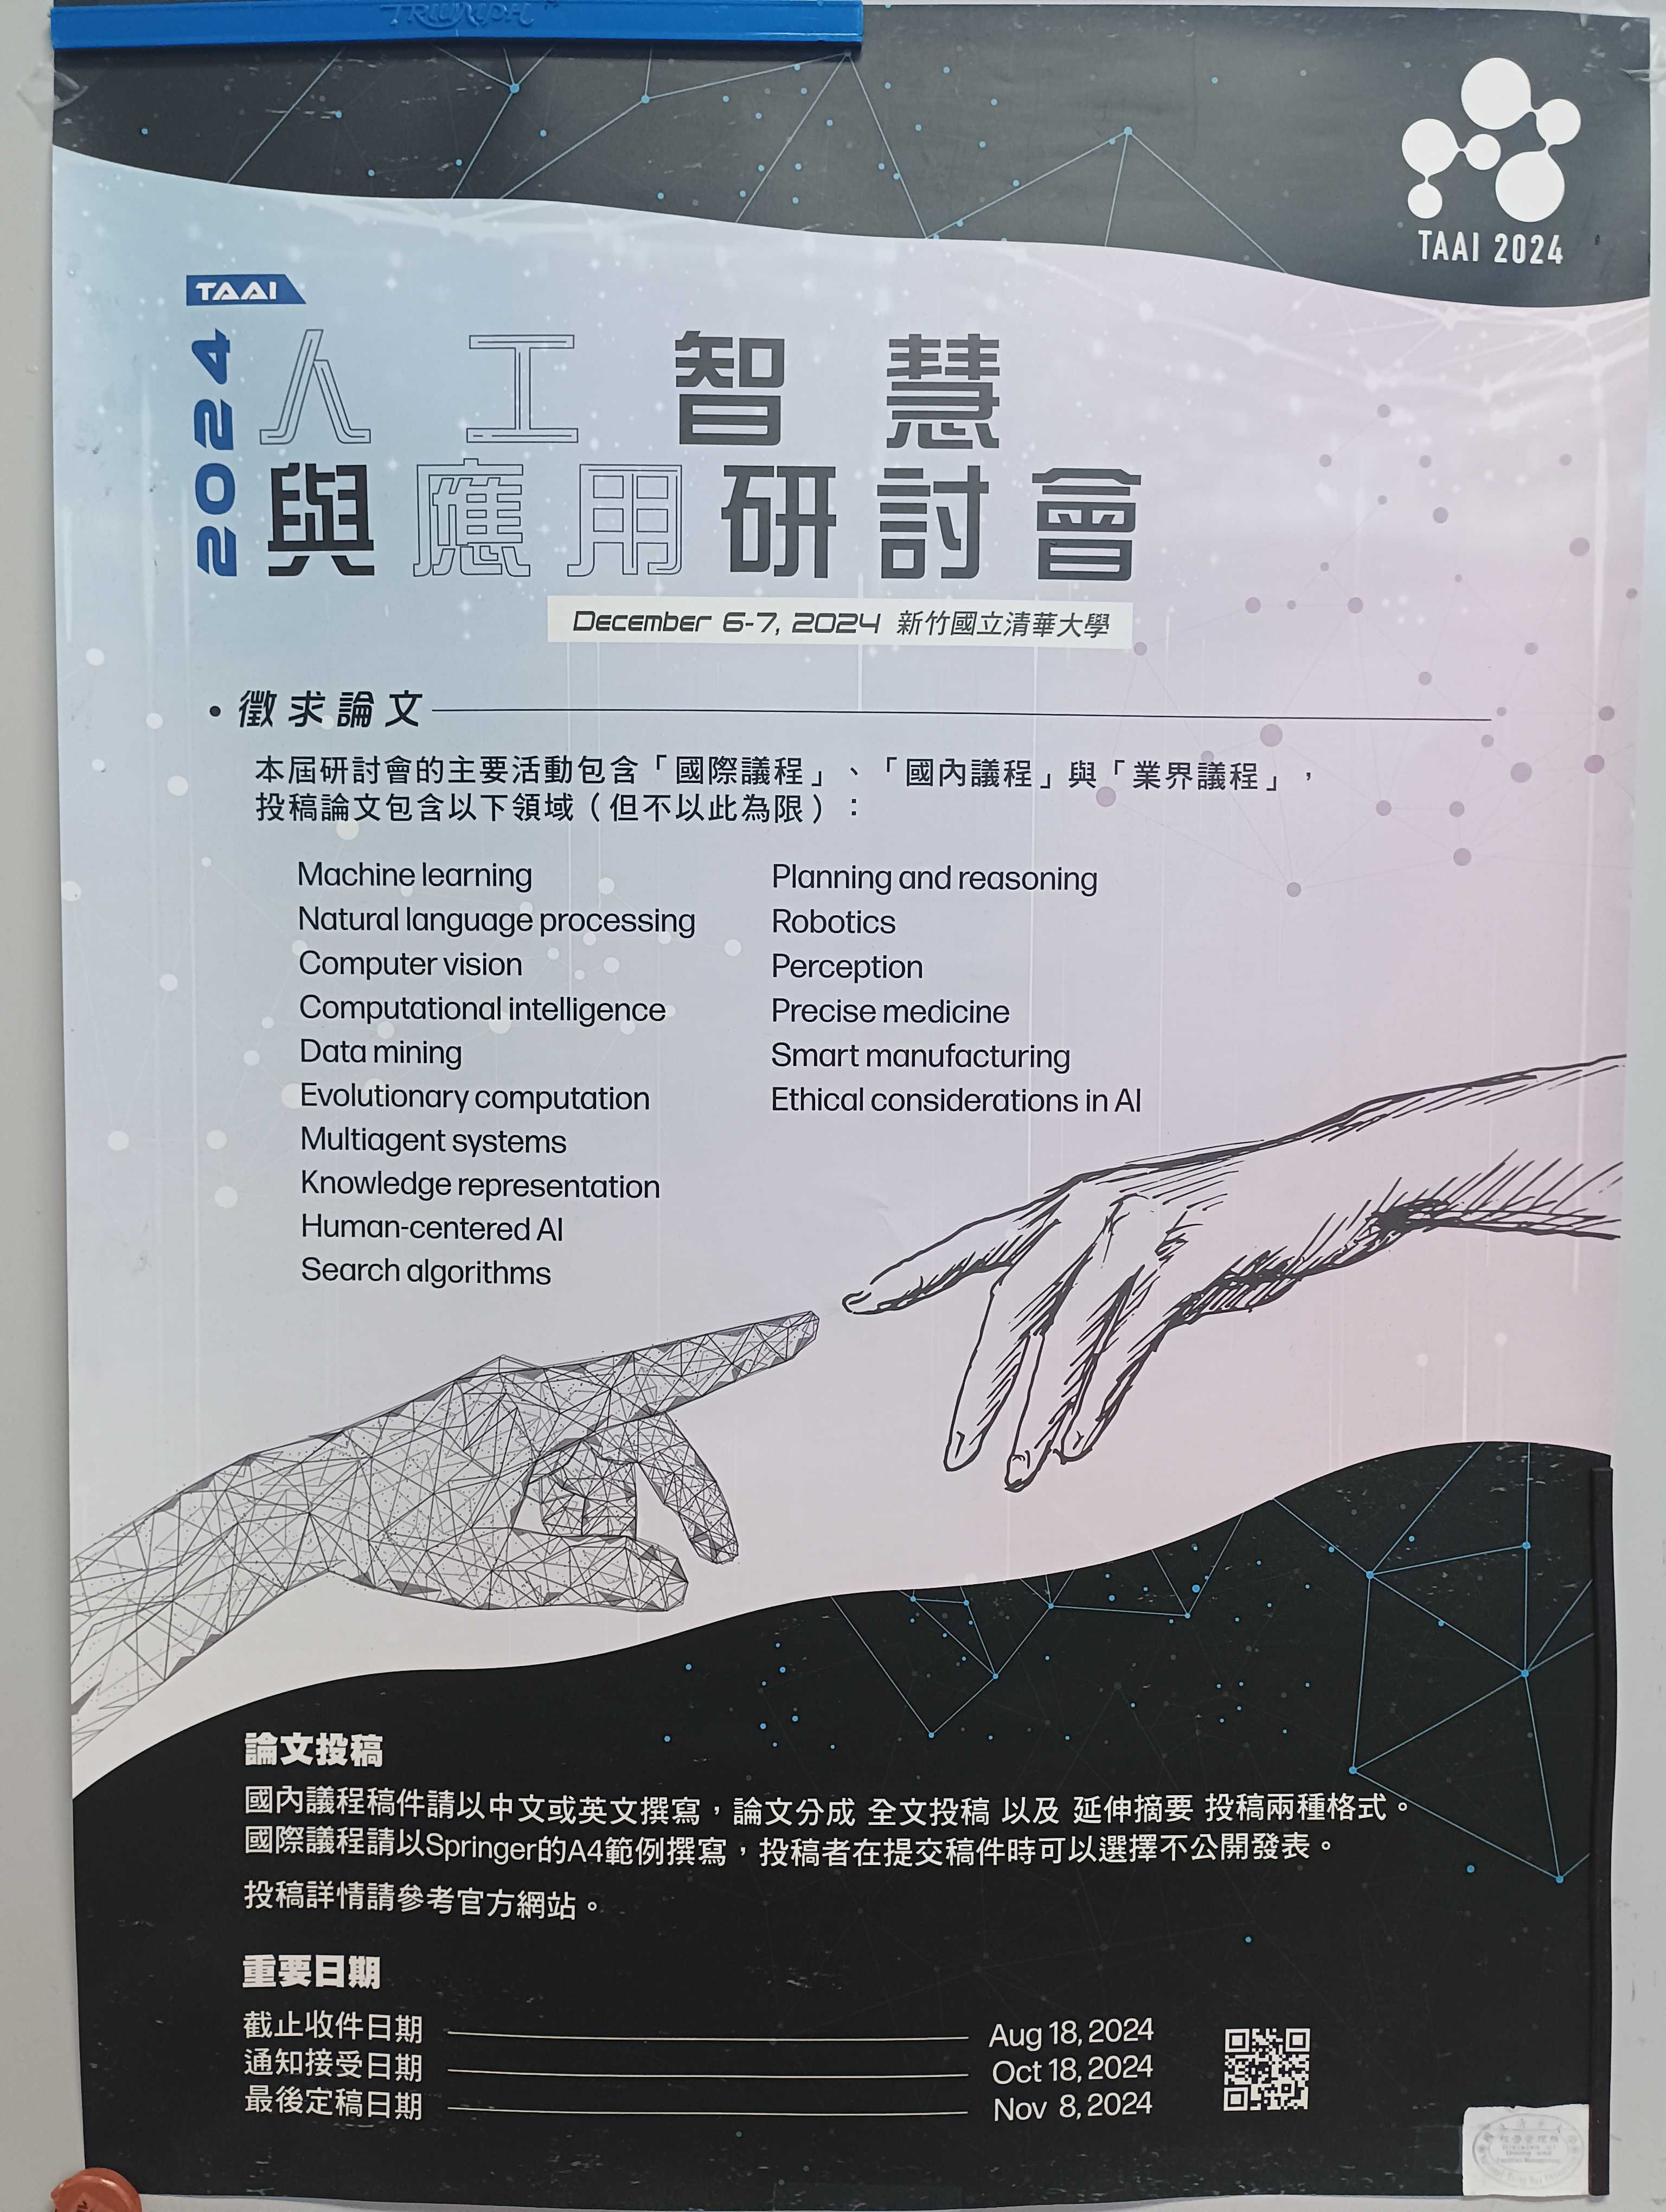 TRIUMPH
TAAI 2024
TAAI
2024
人工智慧
與應用研討會
December 6-7, 2024 新竹國立清華大學
• 徵求論文
本屆研討會的主要活動包含「國際議程」、「國內議程」與「業界議程」，
投稿論文包含以下領域（但不以此為限）：
Machine learning
Natural language processing
Computer vision
Computational intelligence
Data mining
Evolutionary computation
Multiagent systems
Knowledge representation
Human-centered AI
Search algorithms
Planning and reasoning
Robotics
Perception
Precise medicine
Smart manufacturing
Ethical considerations in AI
論文投稿
國內議程稿件請以中文或英文撰寫，論文分成 全文投稿 以及 延伸摘要 投稿兩種格式。
國際議程請以Springer的A4範例撰寫，投稿者在提交稿件時可以選擇不公開發表。
投稿詳情請參考官方網站。
重要日期
截止收件日期 Aug 18, 2024
通知接受日期 Oct 18, 2024
最後定稿日期 Nov 8, 2024